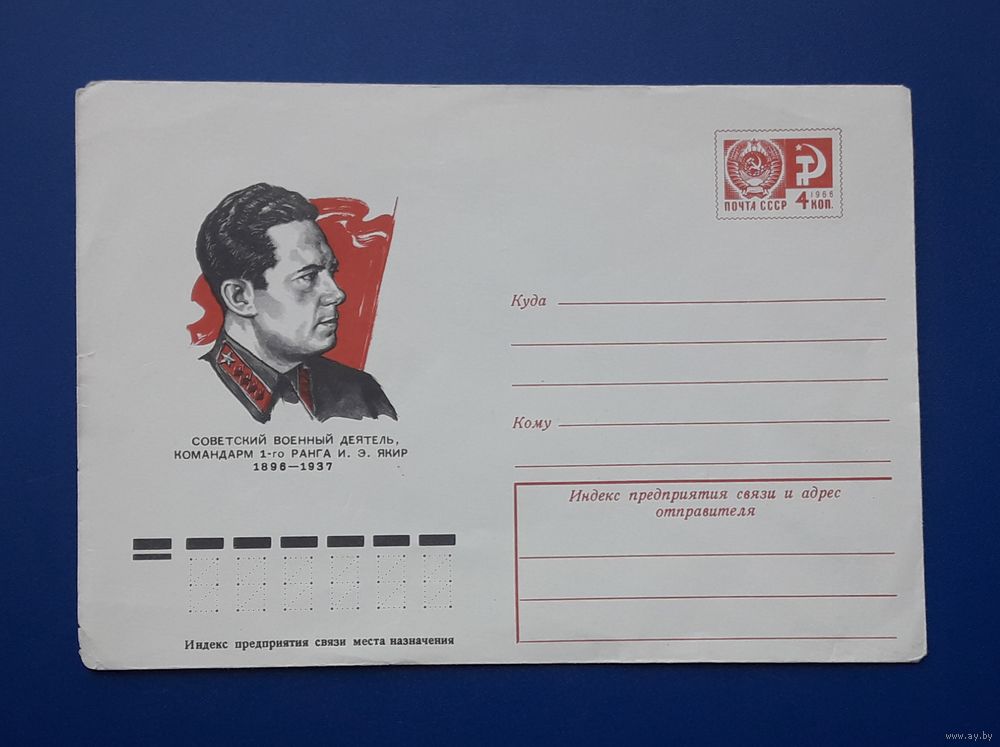 1966
ПОЧТА СССР 4 КОП.
Куда
Кому
СОВЕТСКИЙ ВОЕННЫЙ ДЕЯТЕЛЬ,
КОМАНДАРМ 1-го РАНГА И. Э. ЯКИР
1896—1937
Индекс предприятия связи и адрес
отправителя
Индекс предприятия связи места назначения
www.ay.by